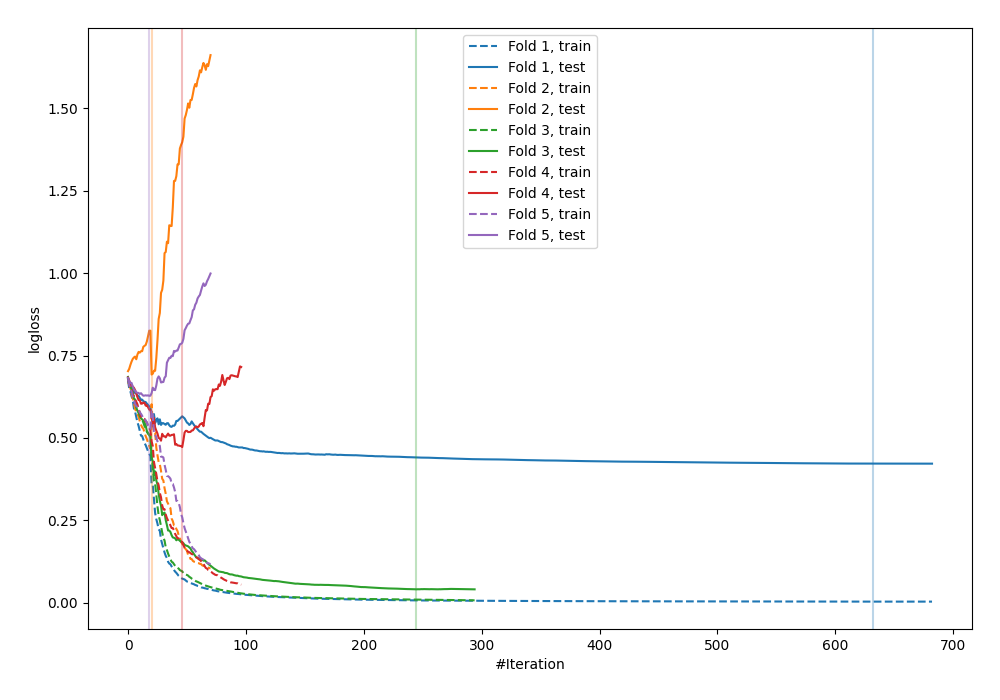 Fold 1, train
Fold 1, test
Fold 2, train
Fold 2, test
Fold 3, train
Fold 3, test
Fold 4, train
Fold 4, test
Fold 5, train
Fold 5, test
logloss
1.50
1.25
1.00
0.75
0.50
0.25
0.00
0 100 200 300 400 500 600 700
#Iteration